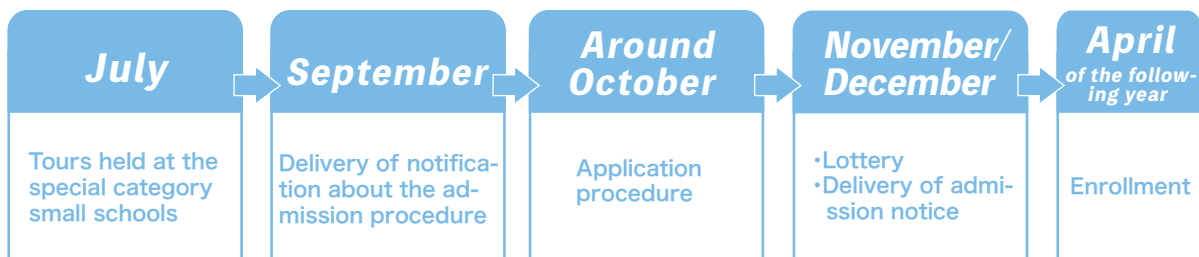 July
Tours held at the
special category
small schools
September
Delivery of notifica-
tion about the ad-
mission procedure
Around
October
Application
procedure
November/
December
・Lottery
・Delivery of admi-
ssion notice
April
of the follow-
ing year
Enrollment